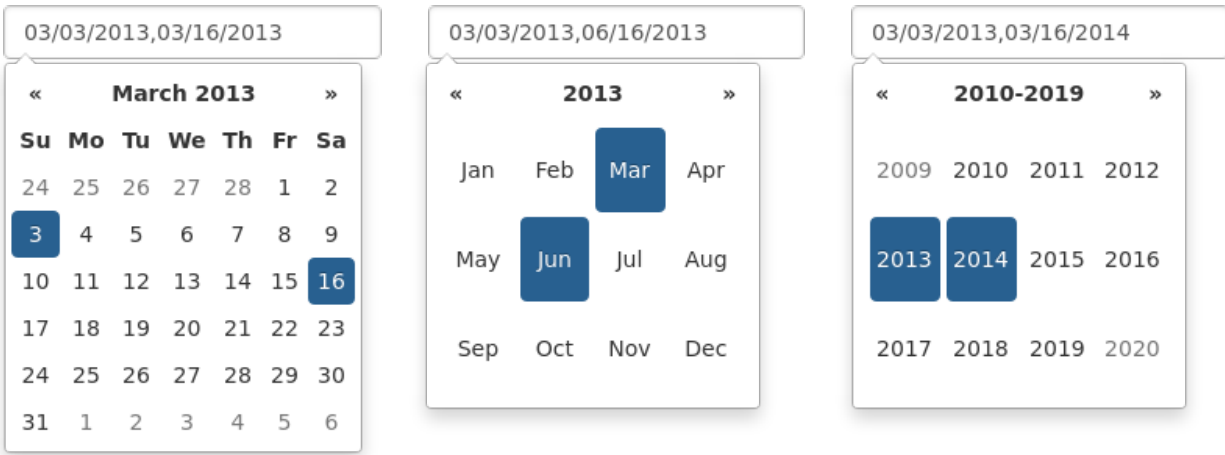 03/03/2013,03/16/2013
« March 2013 »
Su Mo Tu We Th Fr Sa
24 25 26 27 28 1 2
3 4 5 6 7 8 9
10 11 12 13 14 15 16
17 18 19 20 21 22 23
24 25 26 27 28 29 30
31 1 2 3 4 5 6
03/03/2013,06/16/2013
« 2013 »
Jan Feb Mar Apr
May Jun Jul Aug
Sep Oct Nov Dec
03/03/2013,03/16/2014
« 2010-2019 »
2009 2010 2011 2012
2013 2014 2015 2016
2017 2018 2019 2020